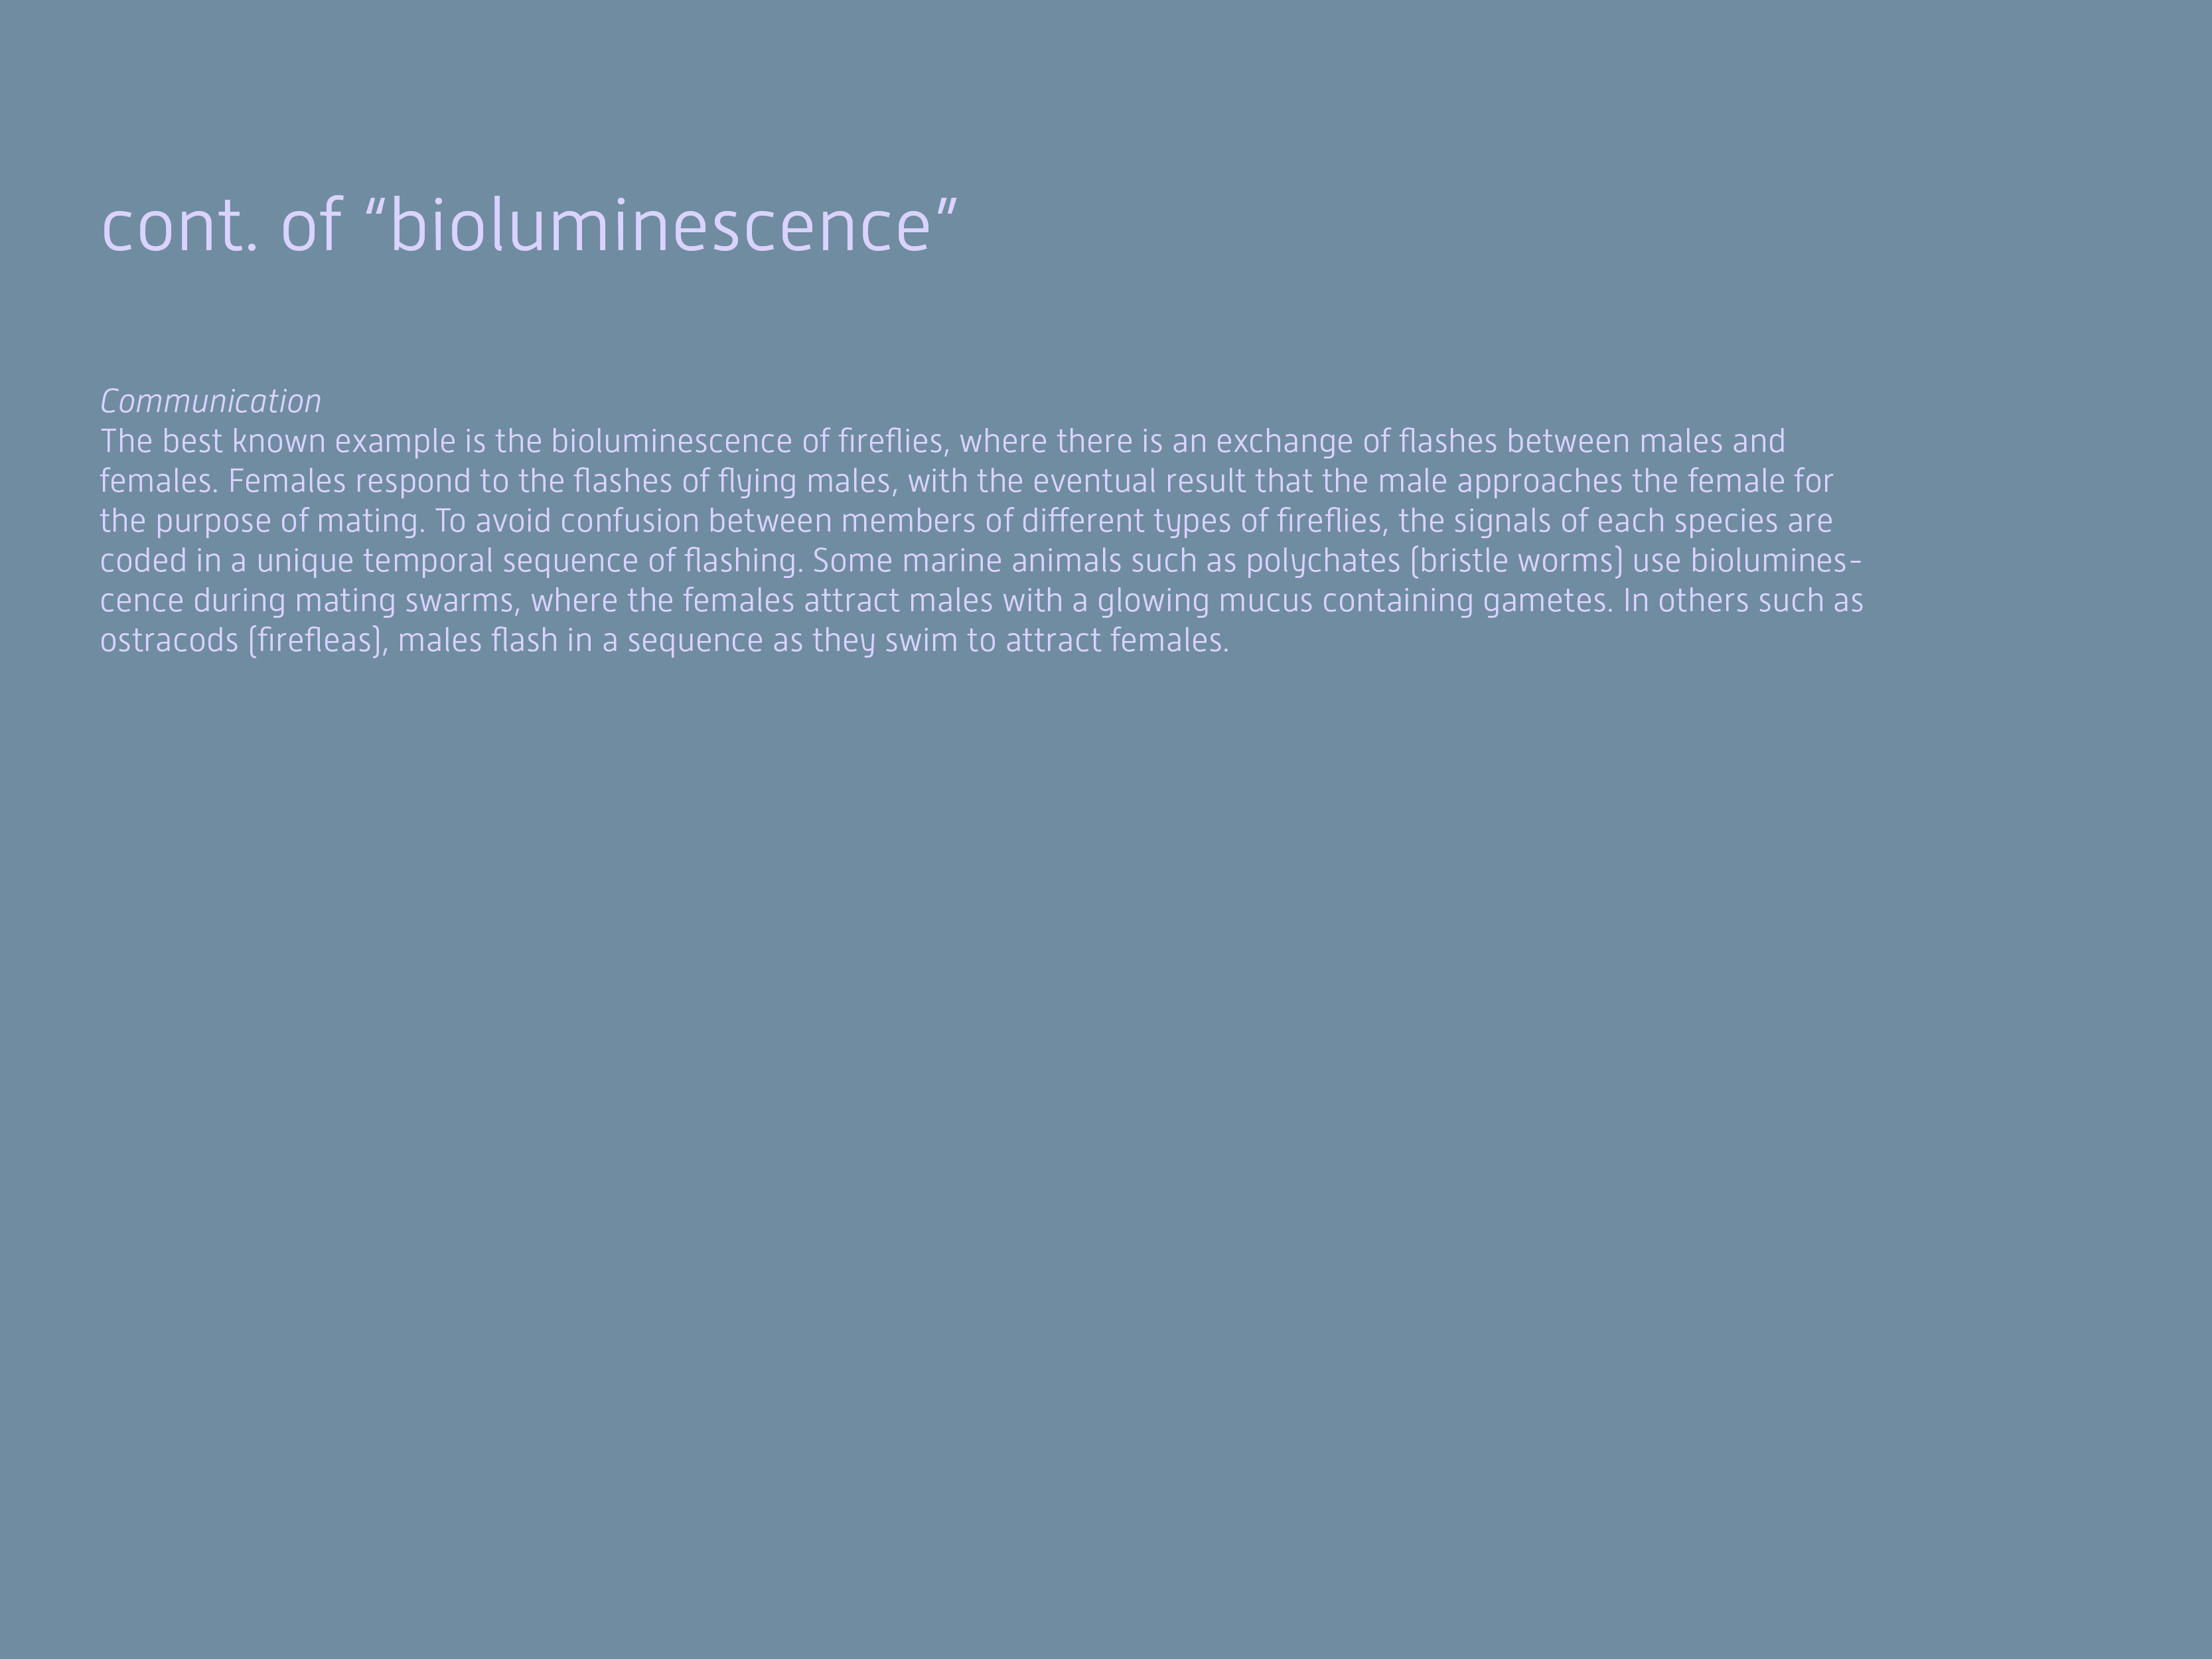 cont. of “bioluminescence”
Communication
The best known example is the bioluminescence of fireflies, where there is an exchange of flashes between males and
females. Females respond to the flashes of flying males, with the eventual result that the male approaches the female for
the purpose of mating. To avoid confusion between members of different types of fireflies, the signals of each species are
coded in a unique temporal sequence of flashing. Some marine animals such as polychates (bristle worms) use biolumines-
cence during mating swarms, where the females attract males with a glowing mucus containing gametes. In others such as
ostracods (firefleas), males flash in a sequence as they swim to attract females.